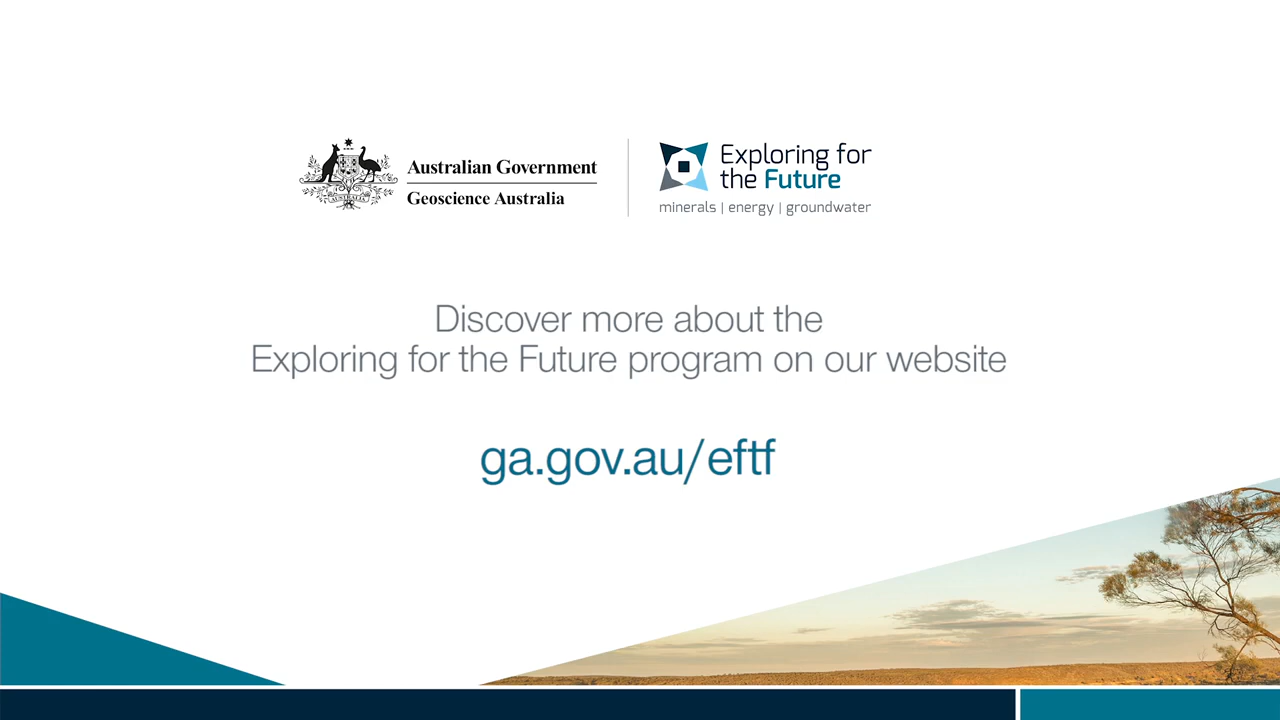 Australian Government
Geoscience Australia
Exploring for
the Future
minerals | energy | groundwater
Discover more about the
Exploring for the Future program on our website
ga.gov.au/eftf